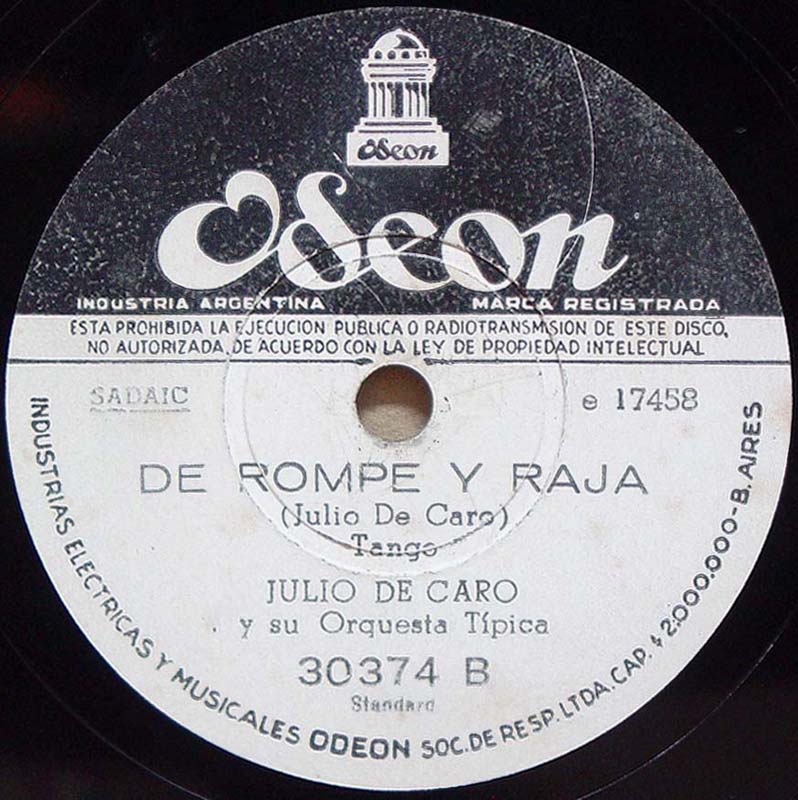 Odeon
Odeon
INDUSTRIA ARGENTINA MARCA REGISTRADA
ESTA PROHIBIDA LA EJECUCION PUBLICA O RADIOTRANSMISION DE ESTE DISCO,
NO AUTORIZADA, DE ACUERDO CON LA LEY DE PROPIEDAD INTELECTUAL
SADAIC e 17458
DE ROMPE Y RAJA
(Julio De Caro)
Tango
JULIO DE CARO
y su Orquesta Típica
30374 B
Standard
INDUSTRIAS ELECTRICAS Y MUSICALES ODEON SOC. DE RESP. LTDA. CAP. $ 2.000.000-B. AIRES